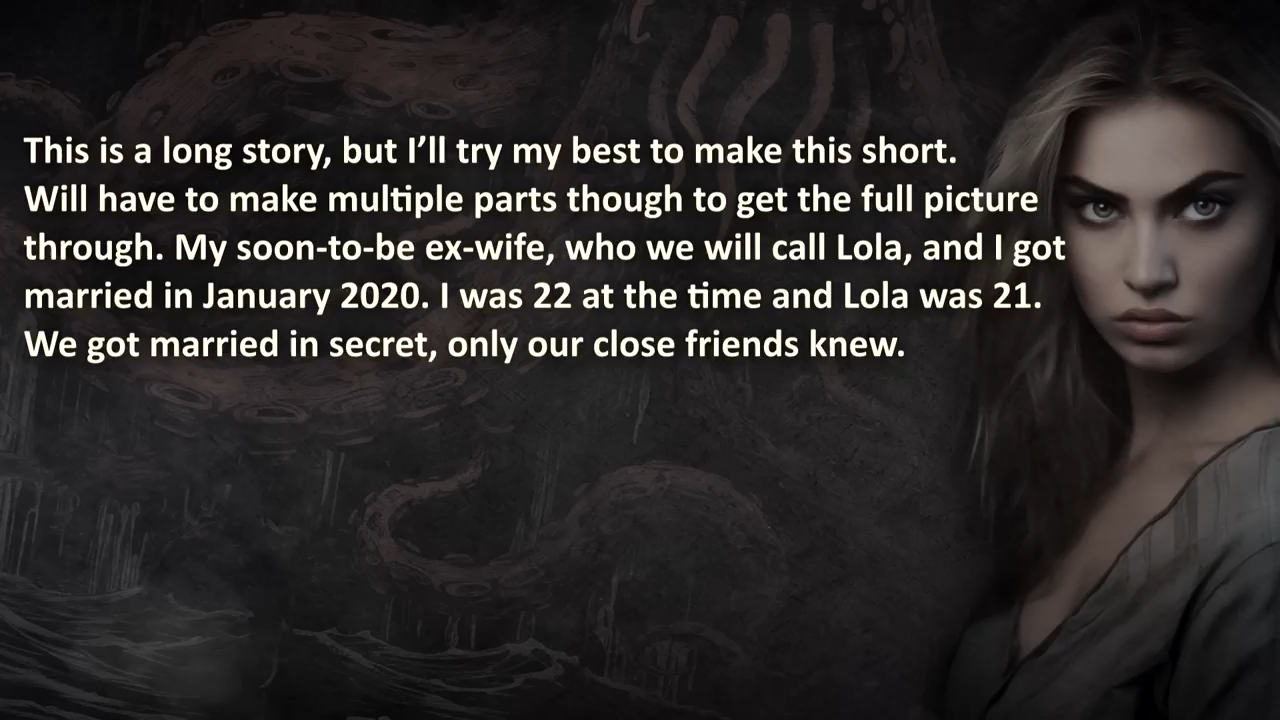 This is a long story, but I’ll try my best to make this short.
Will have to make multiple parts though to get the full picture
through. My soon-to-be ex-wife, who we will call Lola, and I got
married in January 2020. I was 22 at the time and Lola was 21.
We got married in secret, only our close friends knew.